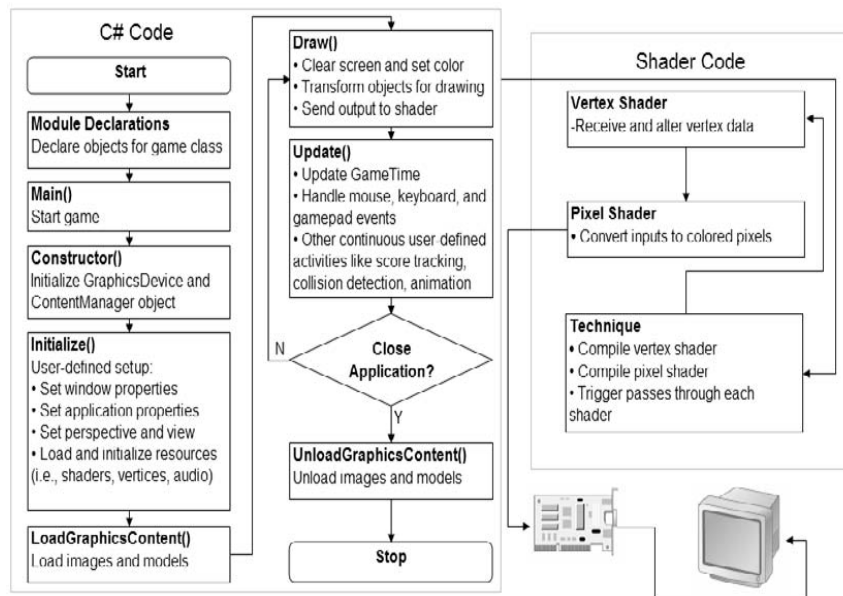 C# Code
Start
Module Declarations
Declare objects for game class
Main()
Start game
Constructor()
Initialize GraphicsDevice and
ContentManager object
Initialize()
User-defined setup:
• Set window properties
• Set application properties
• Set perspective and view
• Load and initialize resources
(i.e., shaders, vertices, audio)
LoadGraphicsContent()
Load images and models
Draw()
• Clear screen and set color
• Transform objects for drawing
• Send output to shader
Update()
• Update GameTime
• Handle mouse, keyboard, and
gamepad events
• Other continuous user-defined
activities like score tracking,
collision detection, animation
N
Close
Application?
Y
UnloadGraphicsContent()
Unload images and models
Stop
Shader Code
Vertex Shader
-Receive and alter vertex data
Pixel Shader
• Convert inputs to colored pixels
Technique
• Compile vertex shader
• Compile pixel shader
• Trigger passes through each
shader